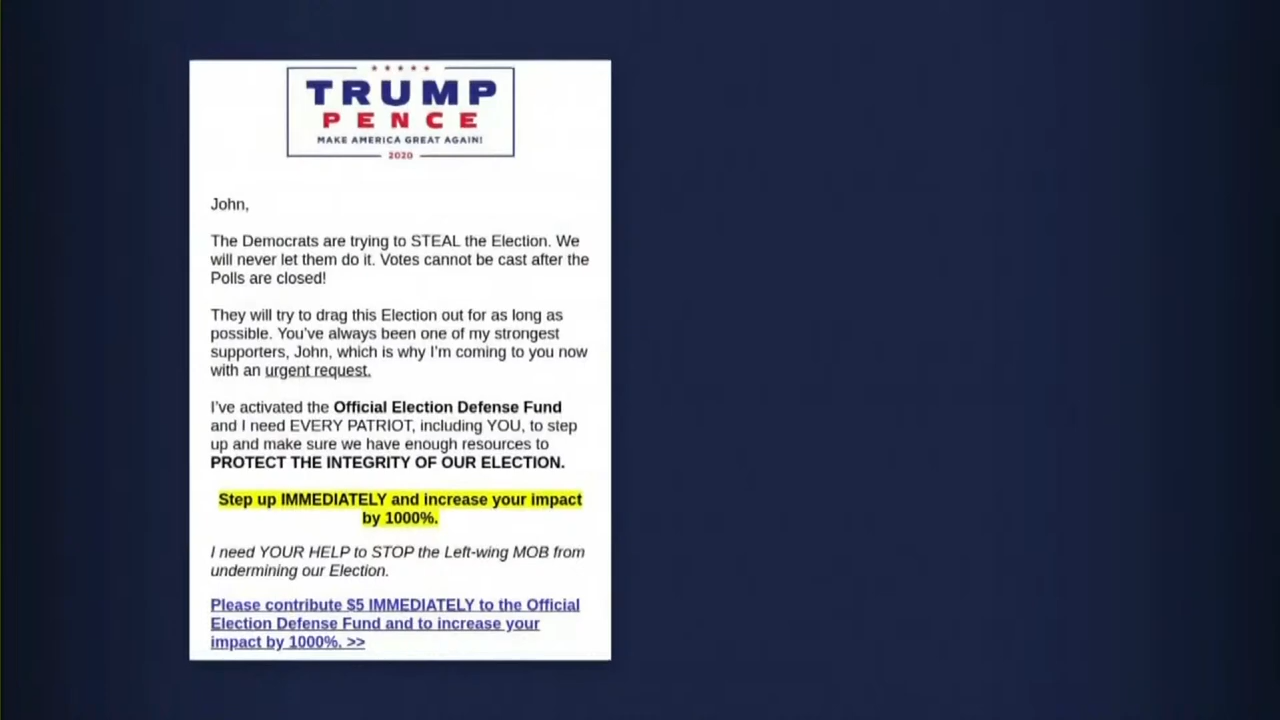 TRUMP
PENCE
MAKE AMERICA GREAT AGAIN!
2020
John,
The Democrats are trying to STEAL the Election. We
will never let them do it. Votes cannot be cast after the
Polls are closed!
They will try to drag this Election out for as long as
possible. You've always been one of my strongest
supporters, John, which is why I'm coming to you now
with an urgent request.
I've activated the Official Election Defense Fund
and I need EVERY PATRIOT, including YOU, to step
up and make sure we have enough resources to
PROTECT THE INTEGRITY OF OUR ELECTION.
Step up IMMEDIATELY and increase your impact
by 1000%.
I need YOUR HELP to STOP the Left-wing MOB from
undermining our Election.
Please contribute $5 IMMEDIATELY to the Official
Election Defense Fund and to increase your
impact by 1000%. >>